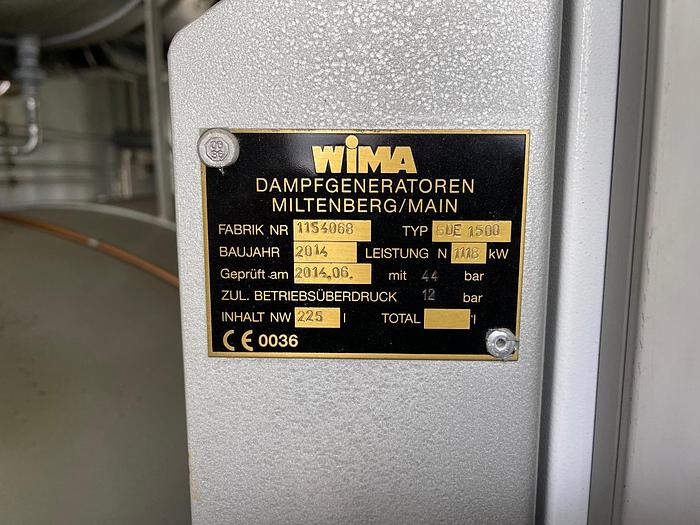 WiMA
DAMPFGENERATOREN
MILTENBERG/MAIN
FABRIK NR 1154068 TYP EDE 1500
BAUJAHR 2014 LEISTUNG N 1118 kW
Geprüft am 2014.06. mit 44 bar
ZUL. BETRIEBSÜBERDRUCK 12 bar
INHALT NW 225 l TOTAL l
CE 0036